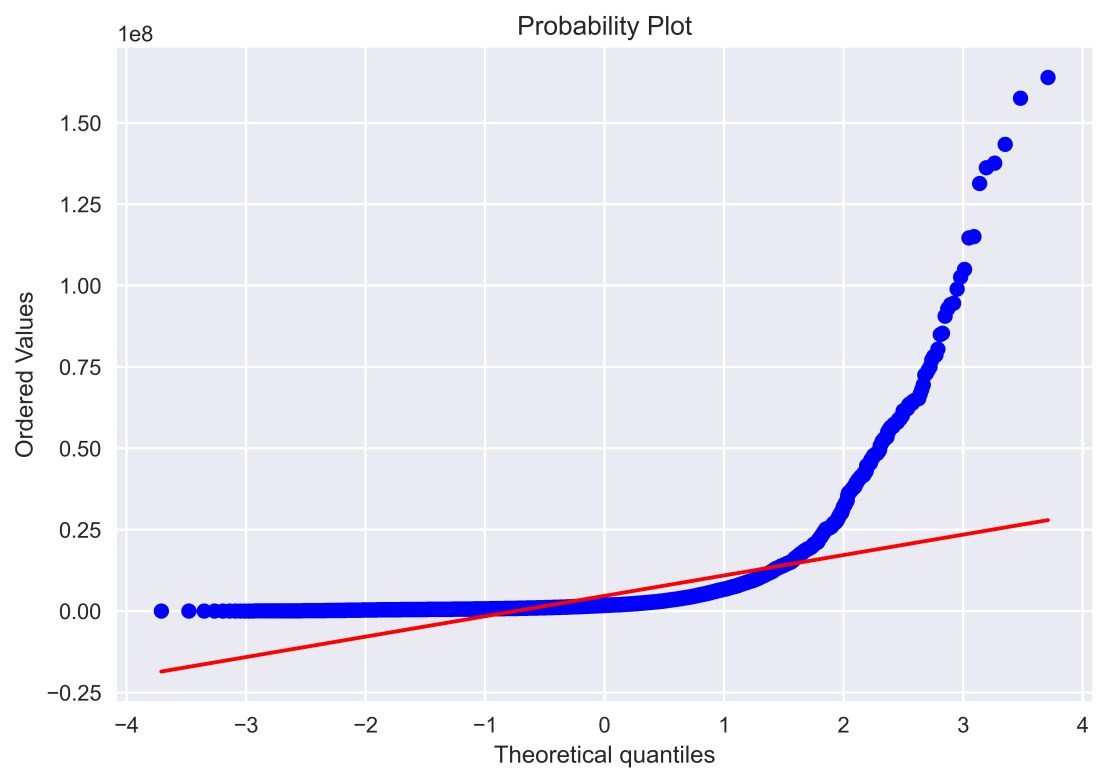 Probability Plot
1e8
1.50
1.25
1.00
0.75
0.50
0.25
0.00
−0.25
Ordered Values
−4 −3 −2 −1 0 1 2 3 4
Theoretical quantiles